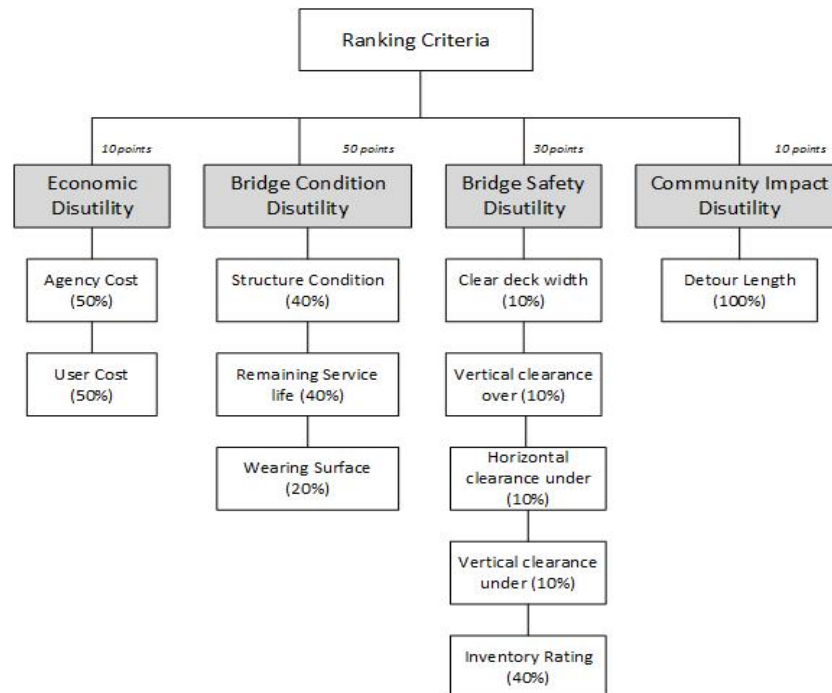 Ranking Criteria
10 points
50 points
30 points
10 points
Economic
Disutility
Bridge Condition
Disutility
Bridge Safety
Disutility
Community Impact
Disutility
Agency Cost
(50%)
Structure Condition
(40%)
Clear deck width
(10%)
Detour Length
(100%)
User Cost
(50%)
Remaining Service
life (40%)
Vertical clearance
over (10%)
Wearing Surface
(20%)
Horizontal
clearance under
(10%)
Vertical clearance
under (10%)
Inventory Rating
(40%)